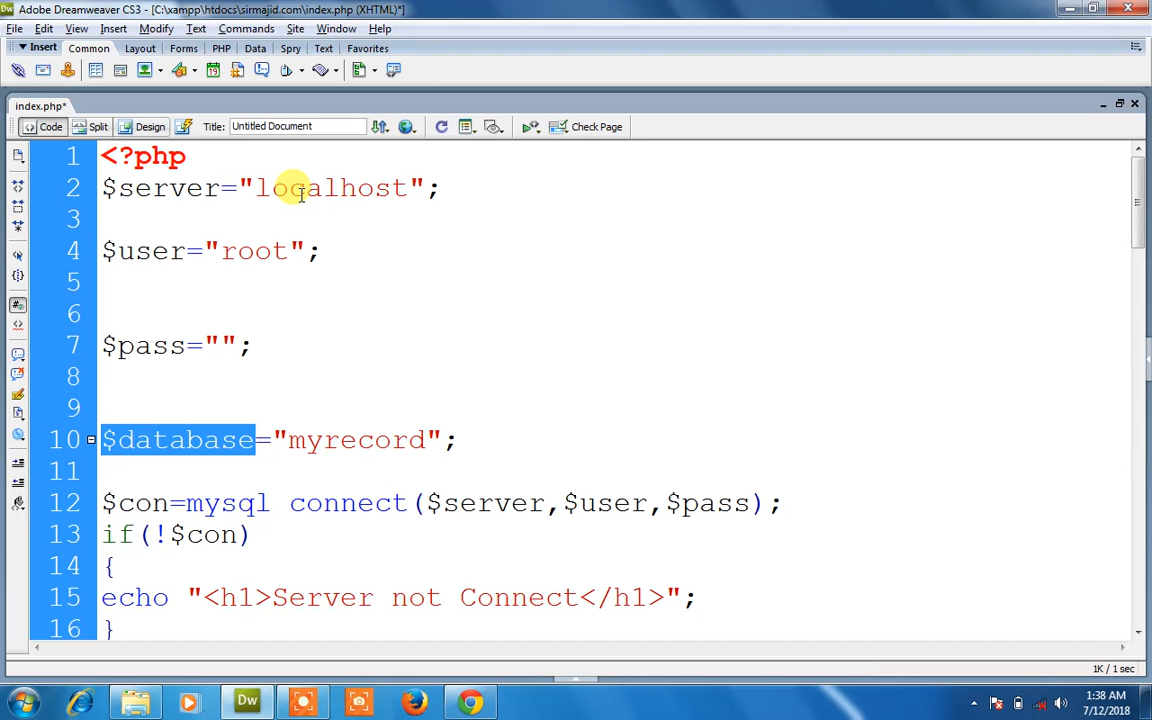 Dw Adobe Dreamweaver CS3 - [C:\xampp\htdocs\sirmajid.com\index.php (XHTML)*]
File Edit View Insert Modify Text Commands Site Window Help
Insert Common Layout Forms PHP Data Spry Text Favorites
index.php*
Code Split Design Title: Untitled Document Check Page
1 <?php
2 $server="localhost";
3
4 $user="root";
5
6
7 $pass="";
8
9
10 $database="myrecord";
11
12 $con=mysql connect($server,$user,$pass);
13 if(!$con)
14 {
15 echo "<h1>Server not Connect</h1>";
16 }
1K / 1 sec
Dw
1:38 AM
7/12/2018